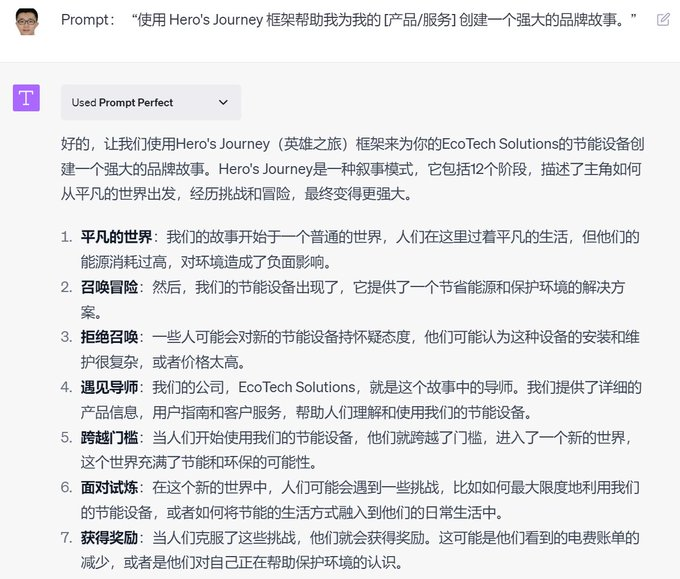 Prompt：“使用 Hero's Journey 框架帮助我为我的 [产品/服务] 创建一个强大的品牌故事。”
T
Used Prompt Perfect
好的，让我们使用Hero's Journey（英雄之旅）框架来为你的EcoTech Solutions的节能设备创
建一个强大的品牌故事。Hero's Journey是一种叙事模式，它包括12个阶段，描述了主角如何
从平凡的世界出发，经历挑战和冒险，最终变得更强大。
1. 平凡的世界：我们的故事开始于一个普通的世界，人们在这里过着平凡的生活，但他们的
能源消耗过高，对环境造成了负面影响。
2. 召唤冒险：然后，我们的节能设备出现了，它提供了一个节省能源和保护环境的解决方
案。
3. 拒绝召唤：一些人可能会对新的节能设备持怀疑态度，他们可能认为这种设备的安装和维
护很复杂，或者价格太高。
4. 遇见导师：我们的公司，EcoTech Solutions，就是这个故事中的导师。我们提供了详细的
产品信息，用户指南和客户服务，帮助人们理解和使用我们的节能设备。
5. 跨越门槛：当人们开始使用我们的节能设备，他们就跨越了门槛，进入了一个新的世界，
这个世界充满了节能和环保的可能性。
6. 面对试炼：在这个新的世界中，人们可能会遇到一些挑战，比如如何最大限度地利用我们
的节能设备，或者如何将节能的生活方式融入到他们的日常生活中。
7. 获得奖励：当人们克服了这些挑战，他们就会获得奖励。这可能是他们看到的电费账单的
减少，或者是他们对自己正在帮助保护环境的认识。